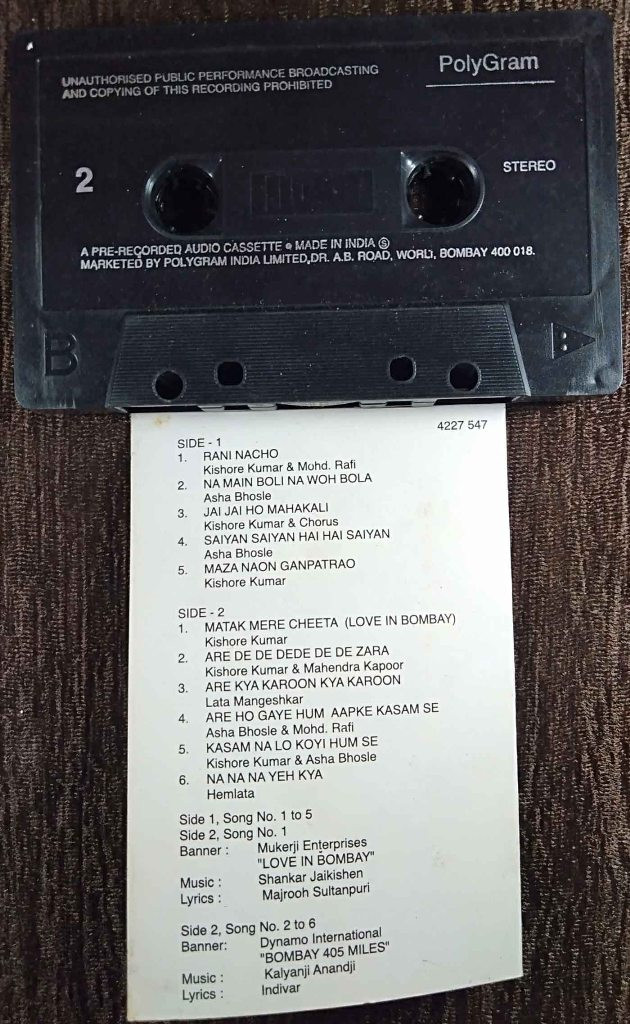 UNAUTHORISED PUBLIC PERFORMANCE BROADCASTING
AND COPYING OF THIS RECORDING PROHIBITED
PolyGram
2
STEREO
A PRE-RECORDED AUDIO CASSETTE ● MADE IN INDIA Ⓢ
MARKETED BY POLYGRAM INDIA LIMITED,DR. A.B. ROAD, WORLI, BOMBAY 400 018.
B
4227 547
SIDE - 1
1. RANI NACHO
Kishore Kumar & Mohd. Rafi
2. NA MAIN BOLI NA WOH BOLA
Asha Bhosle
3. JAI JAI HO MAHAKALI
Kishore Kumar & Chorus
4. SAIYAN SAIYAN HAI HAI SAIYAN
Asha Bhosle
5. MAZA NAON GANPATRAO
Kishore Kumar
SIDE - 2
1. MATAK MERE CHEETA (LOVE IN BOMBAY)
Kishore Kumar
2. ARE DE DE DEDE DE DE ZARA
Kishore Kumar & Mahendra Kapoor
3. ARE KYA KAROON KYA KAROON
Lata Mangeshkar
4. ARE HO GAYE HUM AAPKE KASAM SE
Asha Bhosle & Mohd. Rafi
5. KASAM NA LO KOYI HUM SE
Kishore Kumar & Asha Bhosle
6. NA NA NA YEH KYA
Hemlata
Side 1, Song No. 1 to 5
Side 2, Song No. 1
Banner : Mukerji Enterprises
"LOVE IN BOMBAY"
Music : Shankar Jaikishen
Lyrics : Majrooh Sultanpuri
Side 2, Song No. 2 to 6
Banner: Dynamo International
"BOMBAY 405 MILES"
Music : Kalyanji Anandji
Lyrics : Indivar